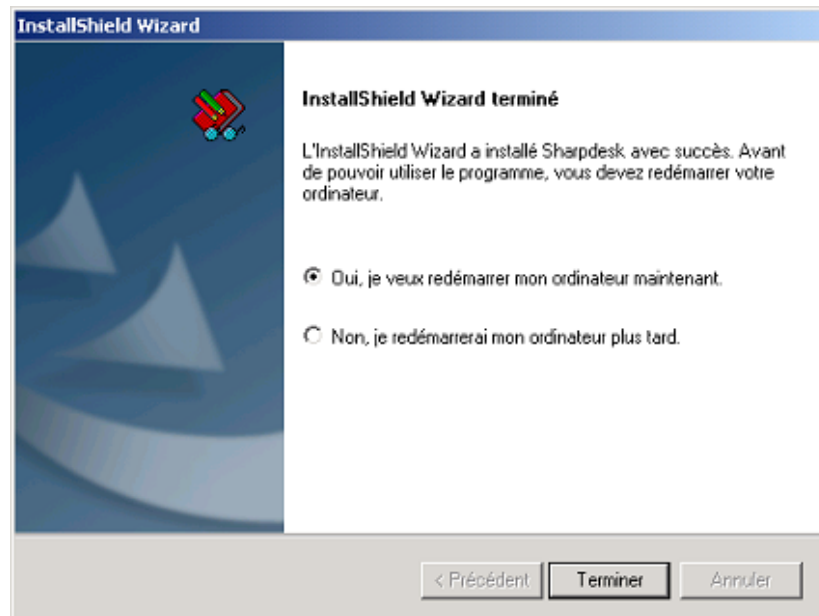 InstallShield Wizard
InstallShield Wizard terminé
L'InstallShield Wizard a installé Sharpdesk avec succès. Avant
de pouvoir utiliser le programme, vous devez redémarrer votre
ordinateur.
Oui, je veux redémarrer mon ordinateur maintenant.
Non, je redémarrerai mon ordinateur plus tard.
< Précédent
Terminer
Annuler